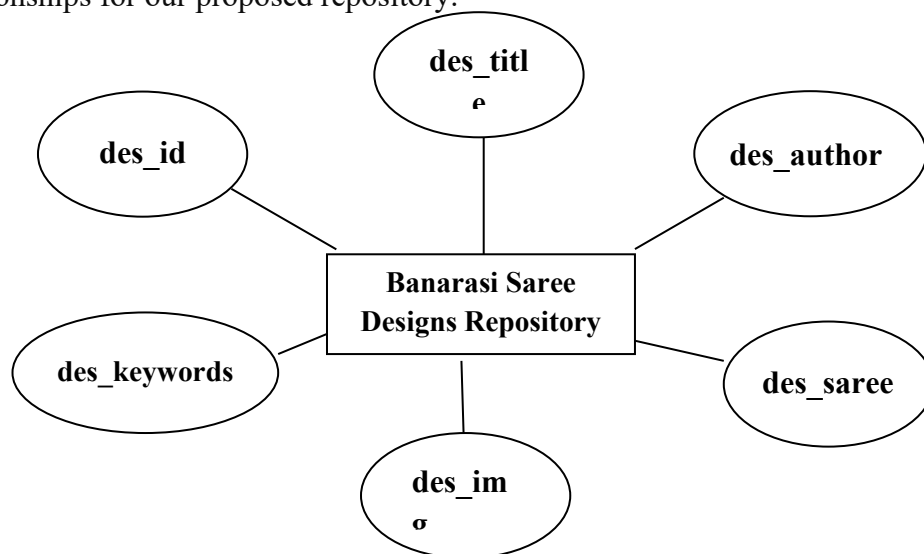 onships for our proposed repository.
des_titl
e
des_id
des_author
Banarasi Saree
Designs Repository
des_keywords
des_saree
des_im
g